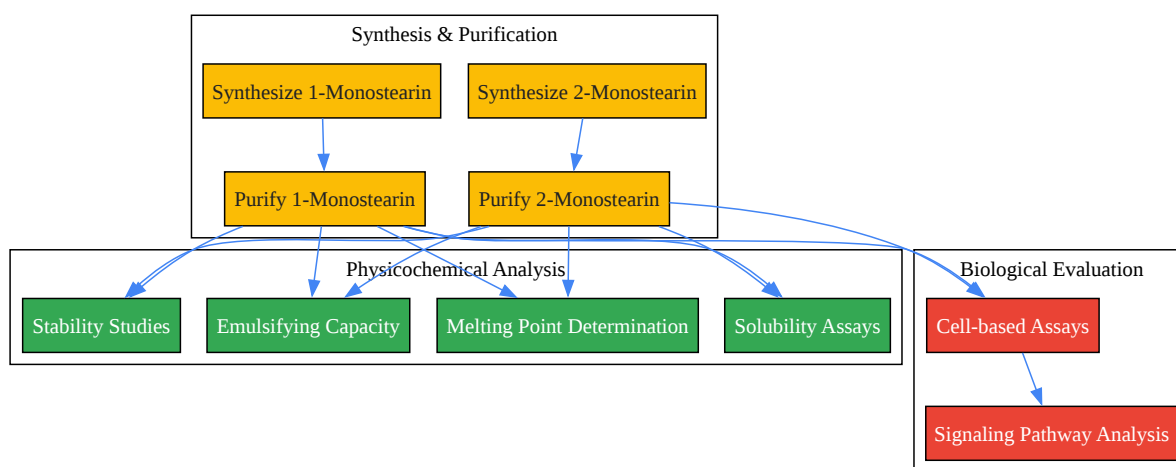 Synthesis & Purification
Synthesize 1-Monostearin
Synthesize 2-Monostearin
Purify 1-Monostearin
Purify 2-Monostearin
Physicochemical Analysis
Stability Studies
Emulsifying Capacity
Melting Point Determination
Solubility Assays
Biological Evaluation
Cell-based Assays
Signaling Pathway Analysis